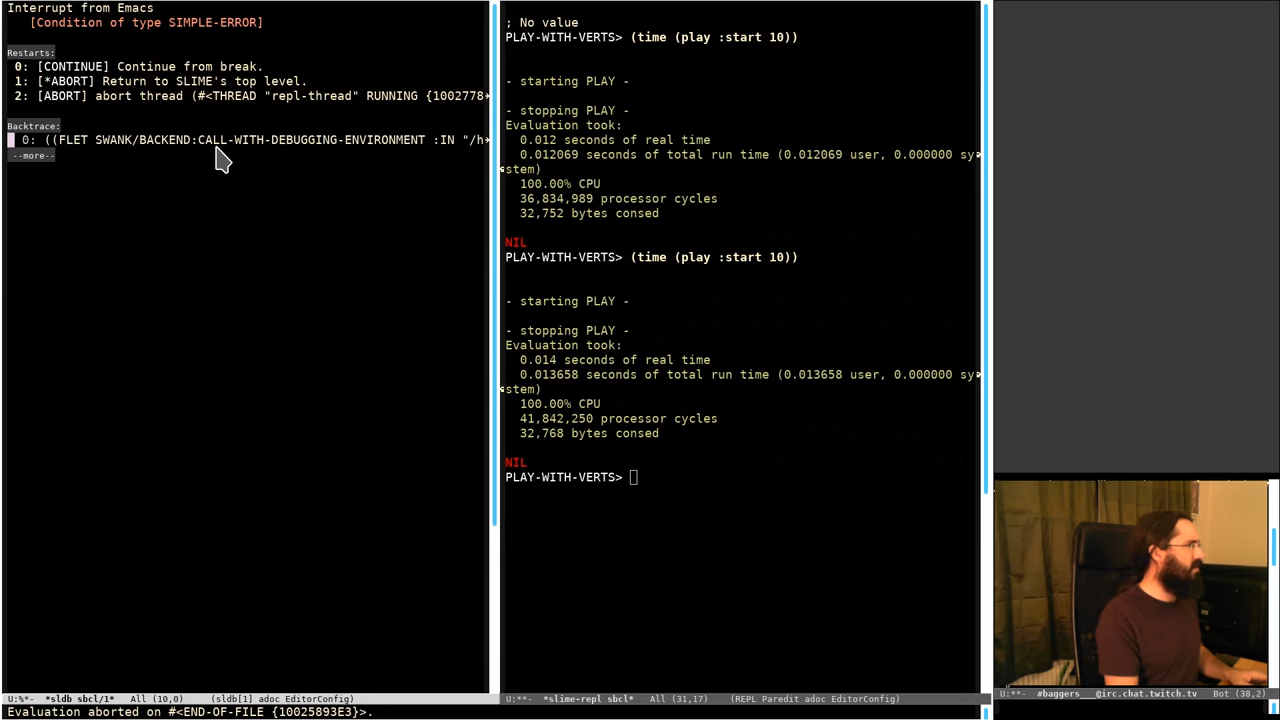 Interrupt from Emacs
[Condition of type SIMPLE-ERROR]
Restarts:
0: [CONTINUE] Continue from break.
1: [*ABORT] Return to SLIME's top level.
2: [ABORT] abort thread (#<THREAD "repl-thread" RUNNING {1002778
Backtrace:
0: ((FLET SWANK/BACKEND:CALL-WITH-DEBUGGING-ENVIRONMENT :IN "/h
--more--
U:%*- *sldb sbcl/1* All (10,0) (sldb[1] adoc EditorConfig)
Evaluation aborted on #<END-OF-FILE {10025893E3}>.
; No value
PLAY-WITH-VERTS> (time (play :start 10))
- starting PLAY -
- stopping PLAY -
Evaluation took:
0.012 seconds of real time
0.012069 seconds of total run time (0.012069 user, 0.000000 sy
stem)
100.00% CPU
36,834,989 processor cycles
32,752 bytes consed
NIL
PLAY-WITH-VERTS> (time (play :start 10))
- starting PLAY -
- stopping PLAY -
Evaluation took:
0.014 seconds of real time
0.013658 seconds of total run time (0.013658 user, 0.000000 sy
stem)
100.00% CPU
41,842,250 processor cycles
32,768 bytes consed
NIL
PLAY-WITH-VERTS>
U:**- *slime-repl sbcl* All (31,17) (REPL Paredit adoc EditorConfig)
U:**- #baggers___@irc.chat.twitch.tv Bot (38,2)